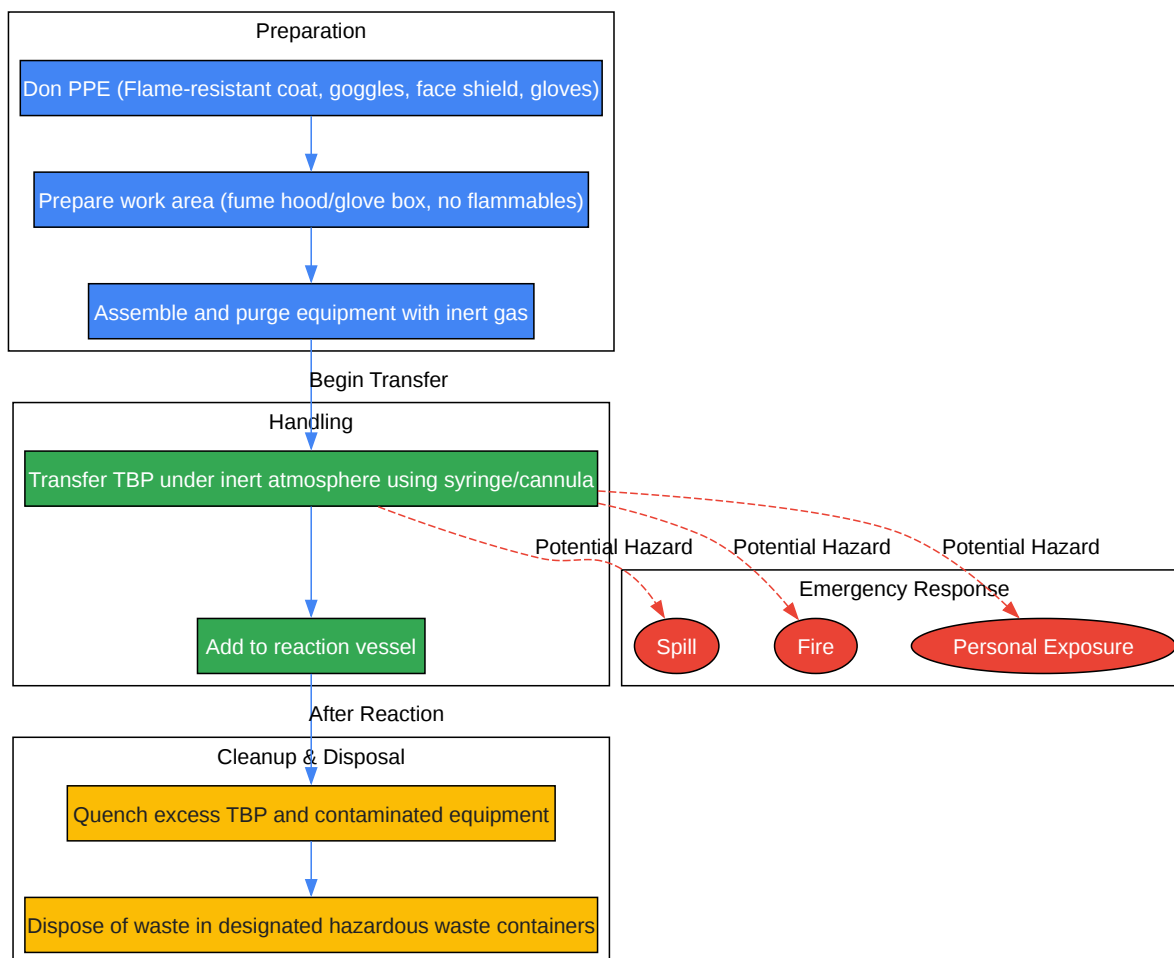 Preparation
Don PPE (Flame-resistant coat, goggles, face shield, gloves)
Prepare work area (fume hood/glove box, no flammables)
Assemble and purge equipment with inert gas
Begin Transfer
Handling
Transfer TBP under inert atmosphere using syringe/cannula
Potential Hazard
Potential Hazard
Potential Hazard
Emergency Response
Add to reaction vessel
Spill
Fire
Personal Exposure
After Reaction
Cleanup & Disposal
Quench excess TBP and contaminated equipment
Dispose of waste in designated hazardous waste containers